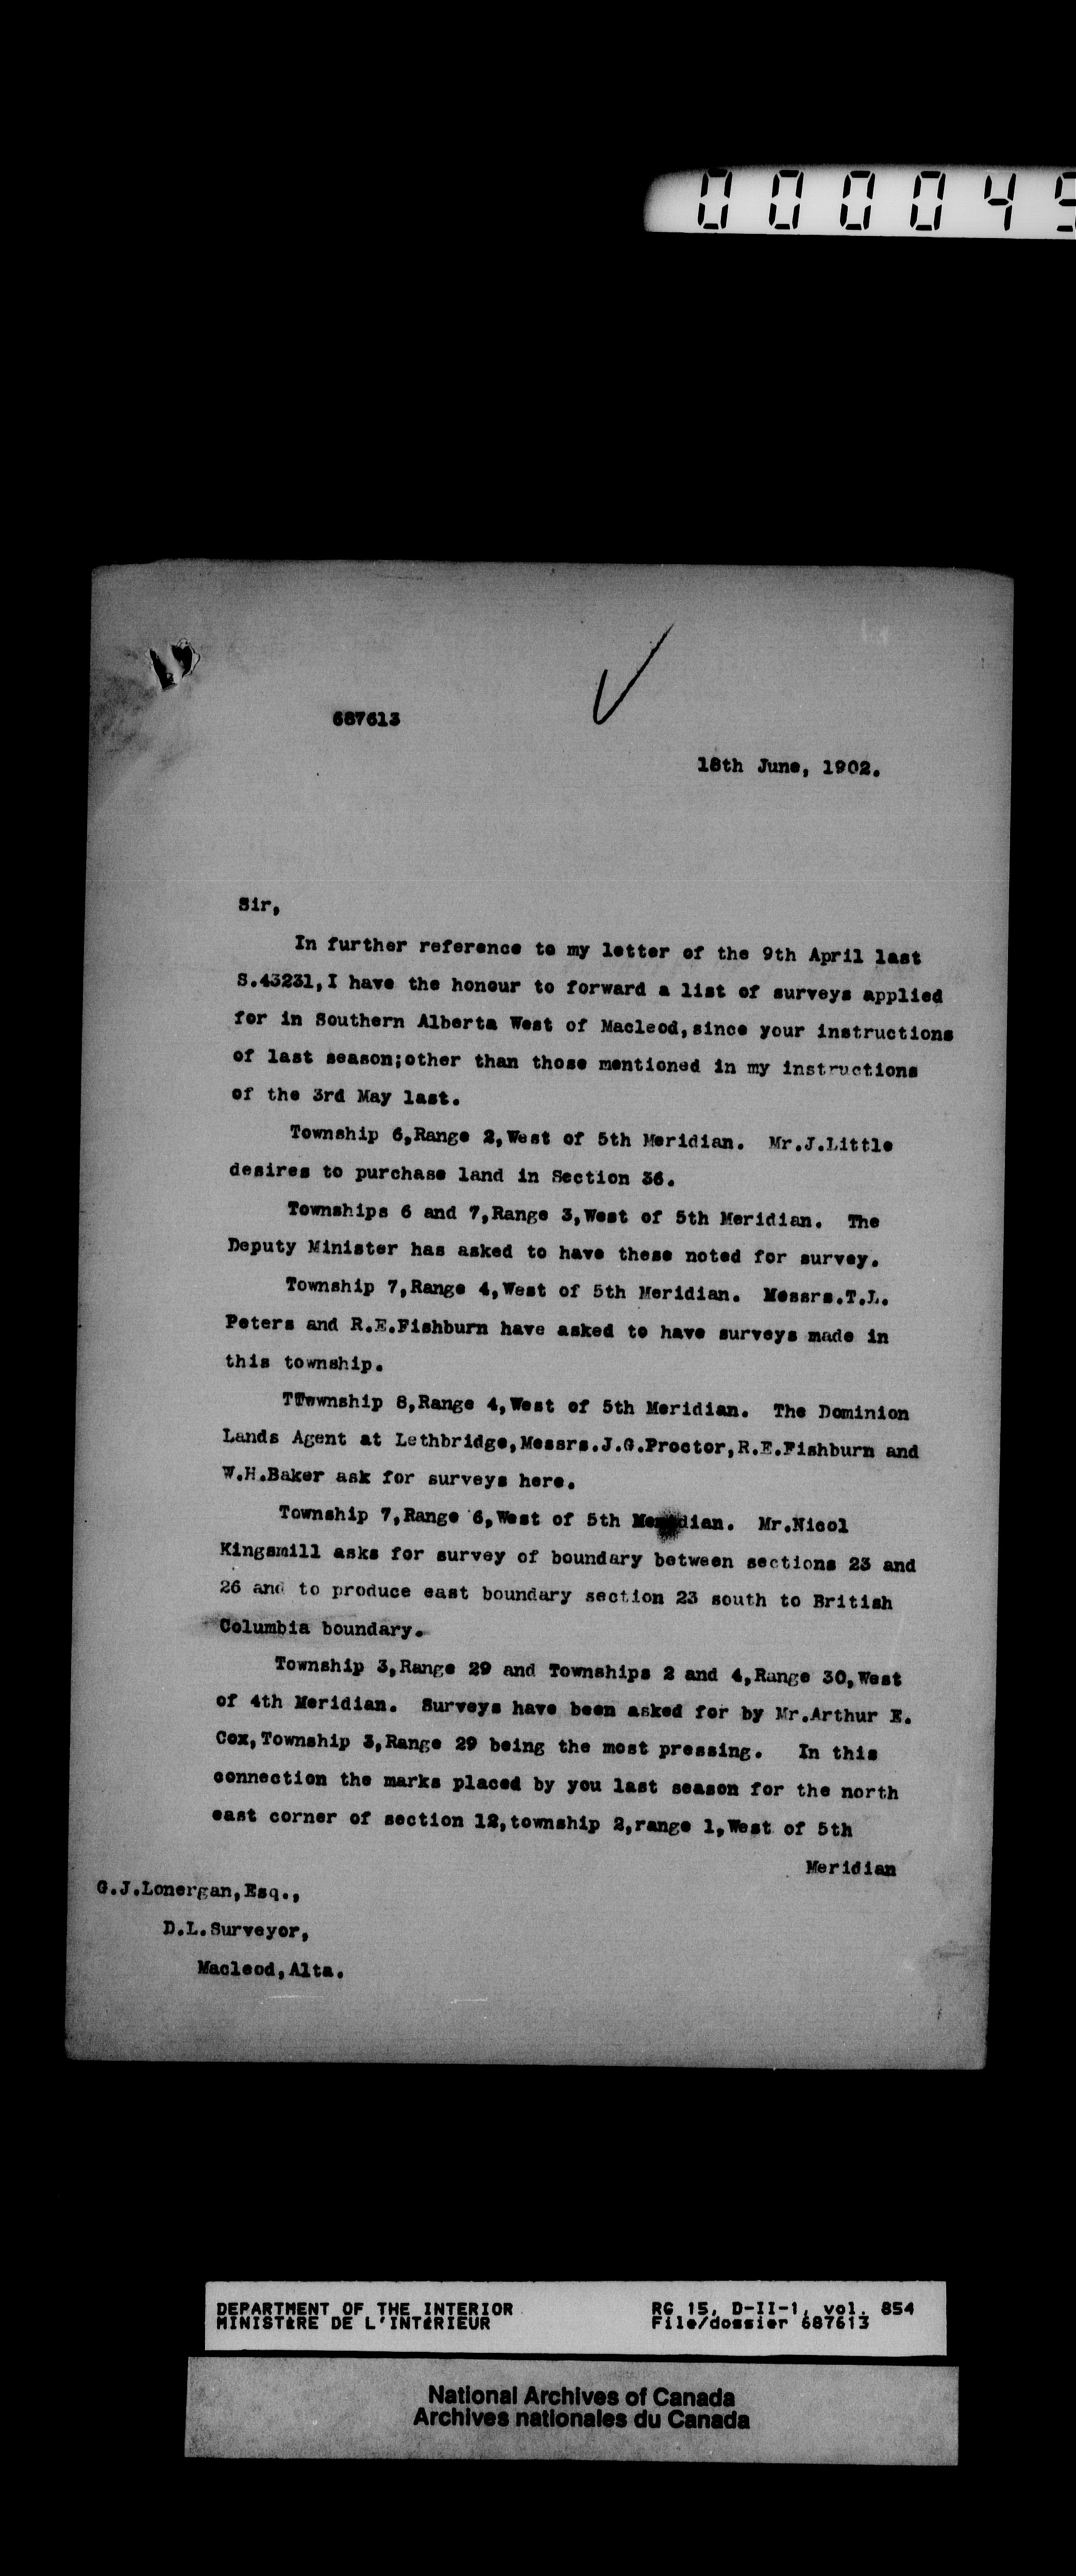 000049
687613
18th June, 1902.
Sir,
In further reference to my letter of the 9th April last
S.43231,I have the honour to forward a list of surveys applied
for in Southern Alberta West of Macleod,since your instructions
of last season;other than those mentioned in my instructions
of the 3rd May last.
Township 6,Range 2,West of 5th Meridian. Mr.J.Little
desires to purchase land in Section 36.
Townships 6 and 7,Range 3,West of 5th Meridian. The
Deputy Minister has asked to have these noted for survey.
Township 7,Range 4,West of 5th Meridian. Messrs.T.L.
Peters and R.E.Fishburn have asked to have surveys made in
this township.
TTwwnship 8,Range 4,West of 5th Meridian. The Dominion
Lands Agent at Lethbridge,Messrs.J.G.Proctor,R.E.Fishburn and
W.H.Baker ask for surveys here.
Township 7,Range 6,West of 5th Meridian. Mr.Nicol
Kingsmill asks for survey of boundary between sections 23 and
26 and to produce east boundary section 23 south to British
Columbia boundary.
Township 3,Range 29 and Townships 2 and 4,Range 30,West
of 4th Meridian. Surveys have been asked for by Mr.Arthur E.
Cox,Township 3,Range 29 being the most pressing. In this
connection the marks placed by you last season for the north
east corner of section 12,township 2,range 1,West of 5th
Meridian
G.J.Lonergan,Esq.,
D.L.Surveyor,
Macleod,Alta.
DEPARTMENT OF THE INTERIOR RG 15, D-II-1, vol. 854
MINISTÈRE DE L'INTÉRIEUR File/dossier 687613
National Archives of Canada
Archives nationales du Canada